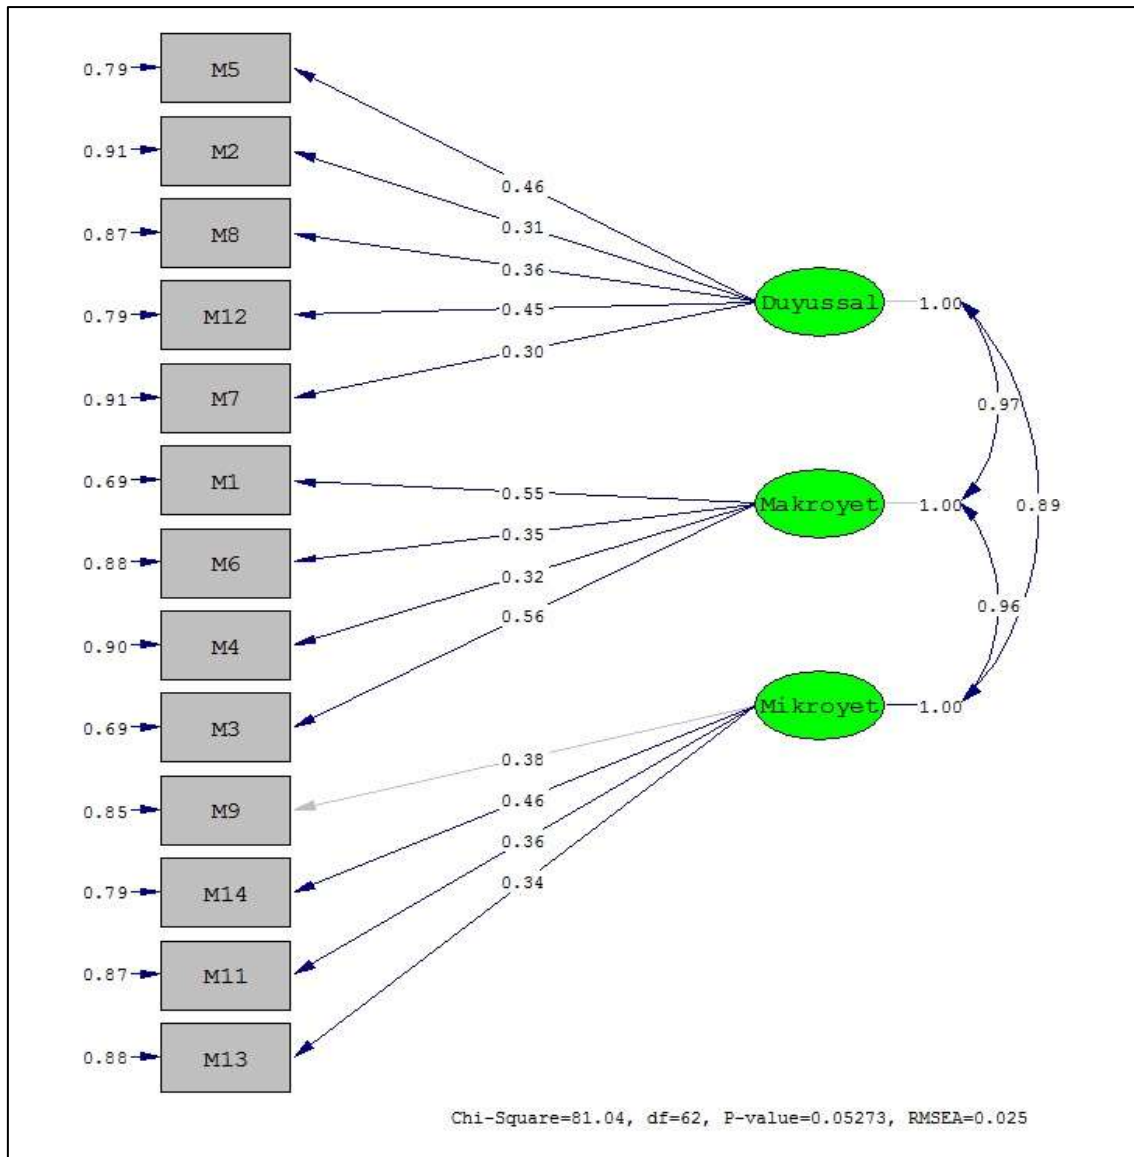 0.79 M5
0.91 M2
0.87 M8
0.79 M12
0.91 M7
0.69 M1
0.88 M6
0.90 M4
0.69 M3
0.85 M9
0.79 M14
0.87 M11
0.88 M13
0.46
0.31
0.36
0.45
0.30
0.55
0.35
0.32
0.56
0.38
0.46
0.36
0.34
Duyussal 1.00
Makroyet 1.00
Mikroyet 1.00
0.97
0.89
0.96
Chi-Square=81.04, df=62, P-value=0.05273, RMSEA=0.025